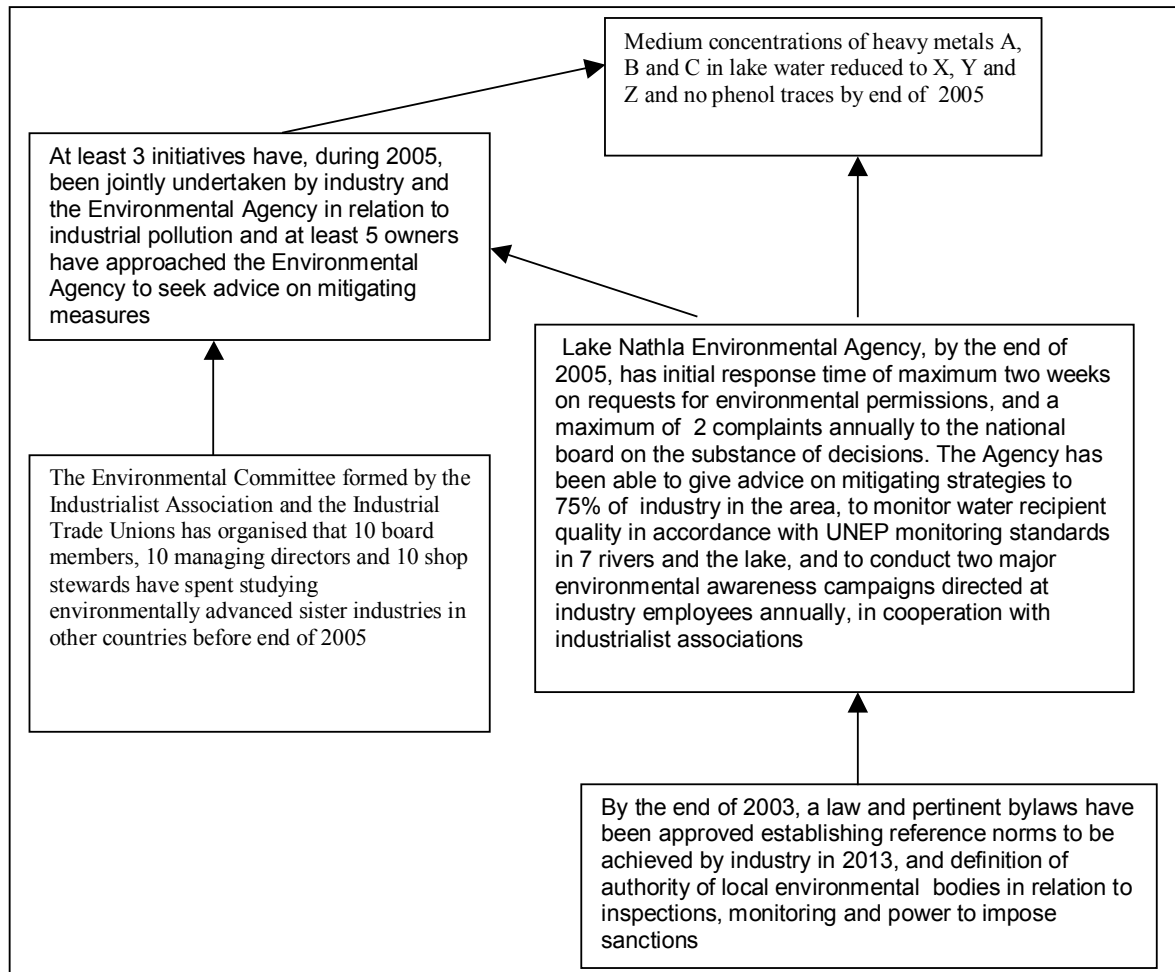 Medium concentrations of heavy metals A,
B and C in lake water reduced to X, Y and
Z and no phenol traces by end of 2005
At least 3 initiatives have, during 2005,
been jointly undertaken by industry and
the Environmental Agency in relation to
industrial pollution and at least 5 owners
have approached the Environmental
Agency to seek advice on mitigating
measures
Lake Nathla Environmental Agency, by the end of
2005, has initial response time of maximum two weeks
on requests for environmental permissions, and a
maximum of 2 complaints annually to the national
board on the substance of decisions. The Agency has
been able to give advice on mitigating strategies to
75% of industry in the area, to monitor water recipient
quality in accordance with UNEP monitoring standards
in 7 rivers and the lake, and to conduct two major
environmental awareness campaigns directed at
industry employees annually, in cooperation with
industrialist associations
The Environmental Committee formed by the
Industrialist Association and the Industrial
Trade Unions has organised that 10 board
members, 10 managing directors and 10 shop
stewards have spent studying
environmentally advanced sister industries in
other countries before end of 2005
By the end of 2003, a law and pertinent bylaws have
been approved establishing reference norms to be
achieved by industry in 2013, and definition of
authority of local environmental bodies in relation to
inspections, monitoring and power to impose
sanctions